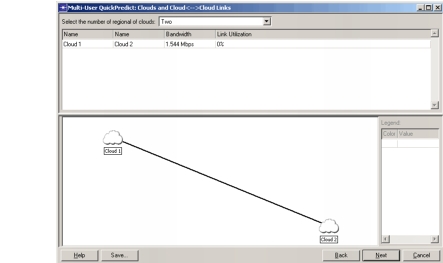 Multi-User QuickPredict: Clouds and Cloud<-->Cloud Links
Select the number of regional of clouds: Two
Name Name Bandwidth Link Utilization
Cloud 1 Cloud 2 1.544 Mbps 0%
Legend
Color Value
Cloud 1
Cloud 2
Help Save... Back Next Cancel